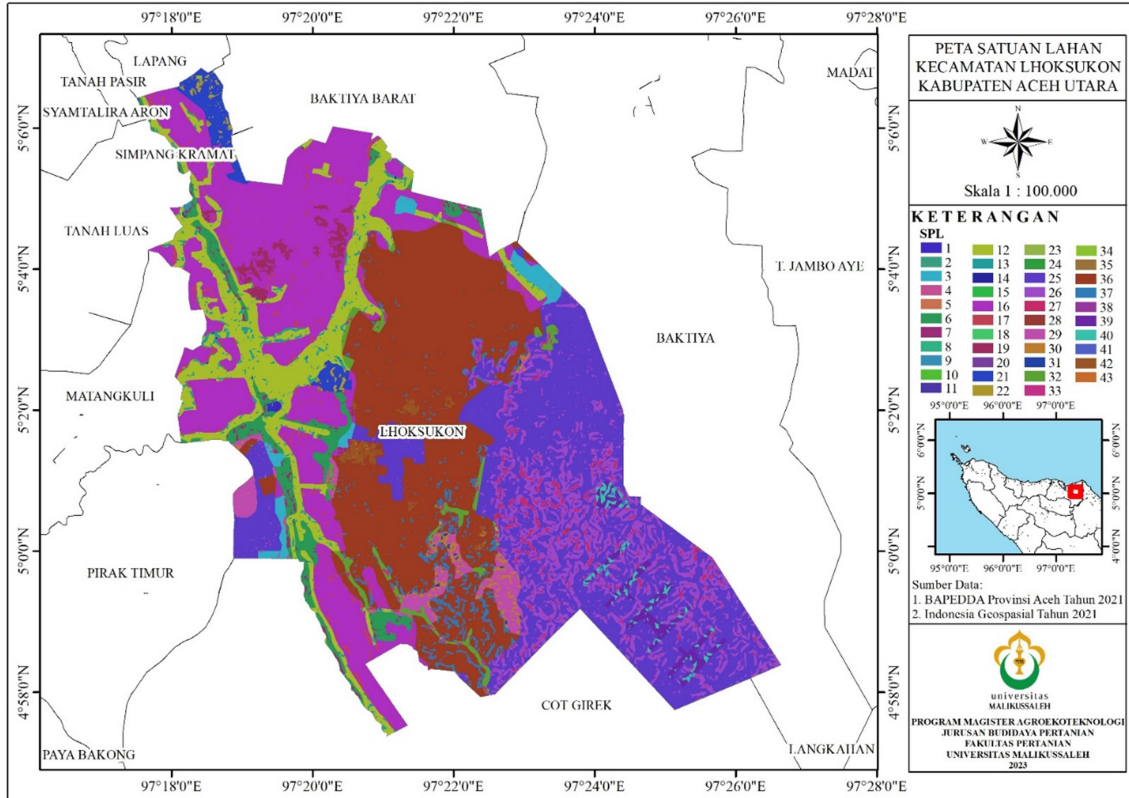 97°18'0"E 97°20'0"E 97°22'0"E 97°24'0"E 97°26'0"E 97°28'0"E
LAPANG
TANAH PASIR
MADAT
BAKTIYA BARAT
SYAMTALIRA ARON
5°6'0"N
5°6'0"N
SIMPANG KRAMAT
TANAH LUAS
5°4'0"N
T. JAMBO AYE
5°4'0"N
BAKTIYA
MATANGKULI
5°2'0"N
5°2'0"N
LHOKSUKON
5°0'0"N
5°0'0"N
PIRAK TIMUR
4°58'0"N
4°58'0"N
COT GIREK
PAYA BAKONG
LANGKAHAN
97°18'0"E 97°20'0"E 97°22'0"E 97°24'0"E 97°26'0"E 97°28'0"E
PETA SATUAN LAHAN
KECAMATAN LHOKSUKON
KABUPATEN ACEH UTARA
N
W E
S
Skala 1 : 100.000
KETERANGAN
SPL
1 12 23 34
2 13 24 35
3 14 25 36
4 15 26 37
5 16 27 38
6 17 28 39
7 18 29 40
8 19 30 41
9 20 31 42
10 21 32 43
11 22 33
95°0'0"E 96°0'0"E 97°0'0"E
6°0'0"N
6°0'0"N
5°0'0"N
5°0'0"N
4°0'0"N
95°0'0"E 96°0'0"E 97°0'0"E
Sumber Data:
1. BAPEDDA Provinsi Aceh Tahun 2021
2. Indonesia Geospasial Tahun 2021
universitas
MALIKUSSALEH
PROGRAM MAGISTER AGROEKOTEKNOLOGI
JURUSAN BUDIDAYA PERTANIAN
FAKULTAS PERTANIAN
UNIVERSITAS MALIKUSSALEH
2023